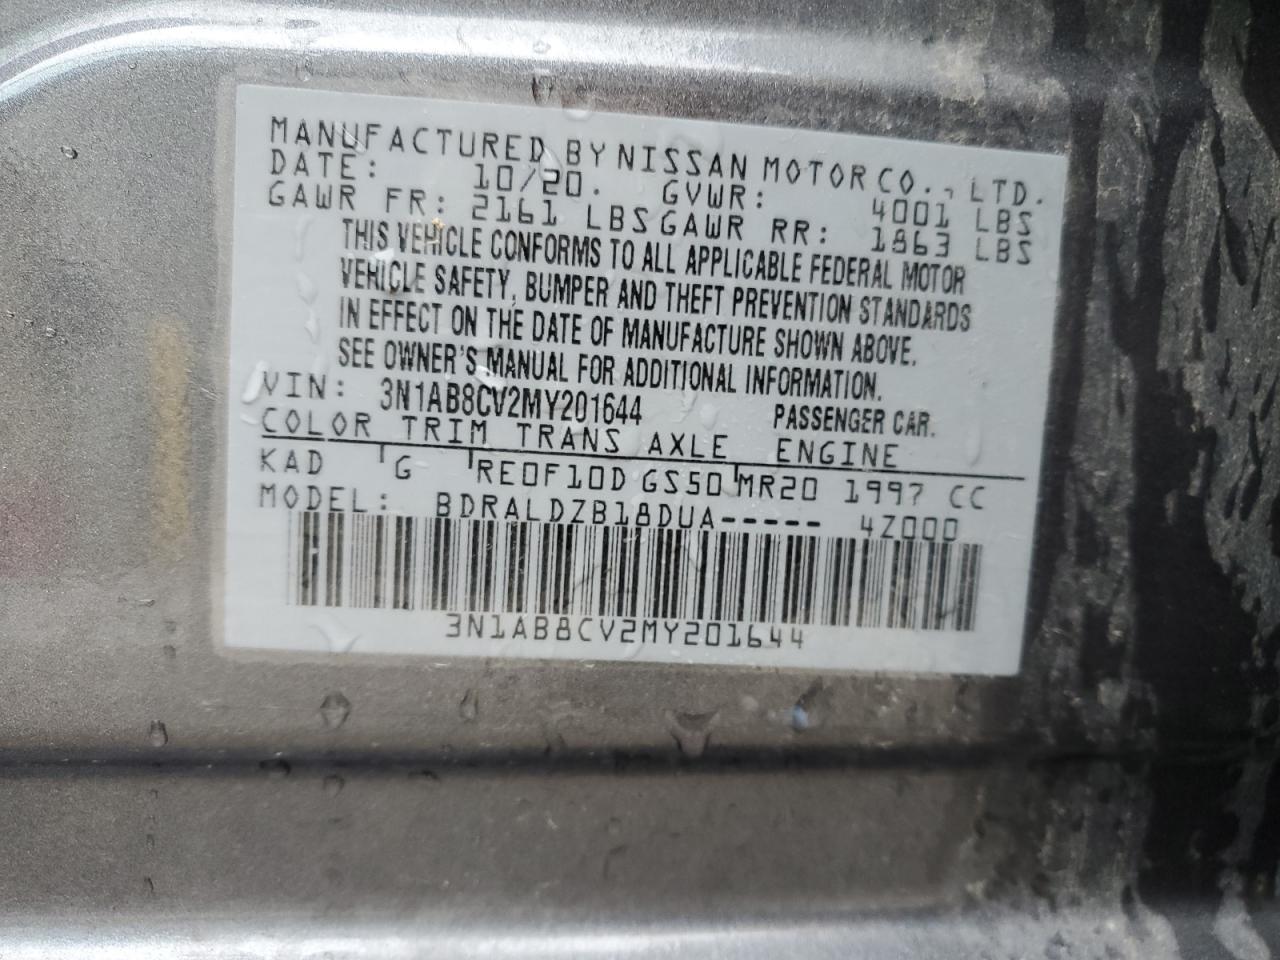 MANUFACTURED BY NISSAN MOTOR CO., LTD.
DATE: 10/20. GVWR: 4001 LBS
GAWR FR: 2161 LBS GAWR RR: 1863 LBS
THIS VEHICLE CONFORMS TO ALL APPLICABLE FEDERAL MOTOR
VEHICLE SAFETY, BUMPER AND THEFT PREVENTION STANDARDS
IN EFFECT ON THE DATE OF MANUFACTURE SHOWN ABOVE.
SEE OWNER'S MANUAL FOR ADDITIONAL INFORMATION.
VIN: 3N1AB8CV2MY201644 PASSENGER CAR.
COLOR TRIM TRANS AXLE ENGINE
KAD G RE0F10D GS50 MR20 1997 CC
MODEL: BDRALDZB18DUA----- 4Z000
3N1AB8CV2MY201644